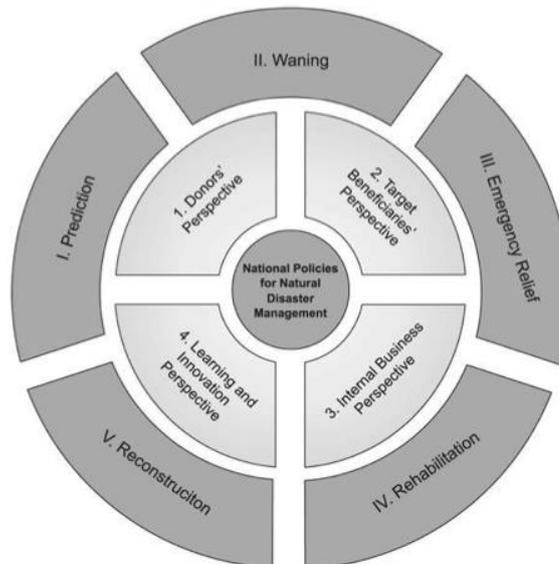 II. Waning
I. Prediction
III. Emergency Relief
1. Donors'
Perspective
2. Target
Beneficiaries'
Perspective
National Policies
for Natural
Disaster
Management
4. Learning and
Innovation
Perspective
3. Internal Business
Perspective
V. Reconstruciton
IV. Rehabilitation